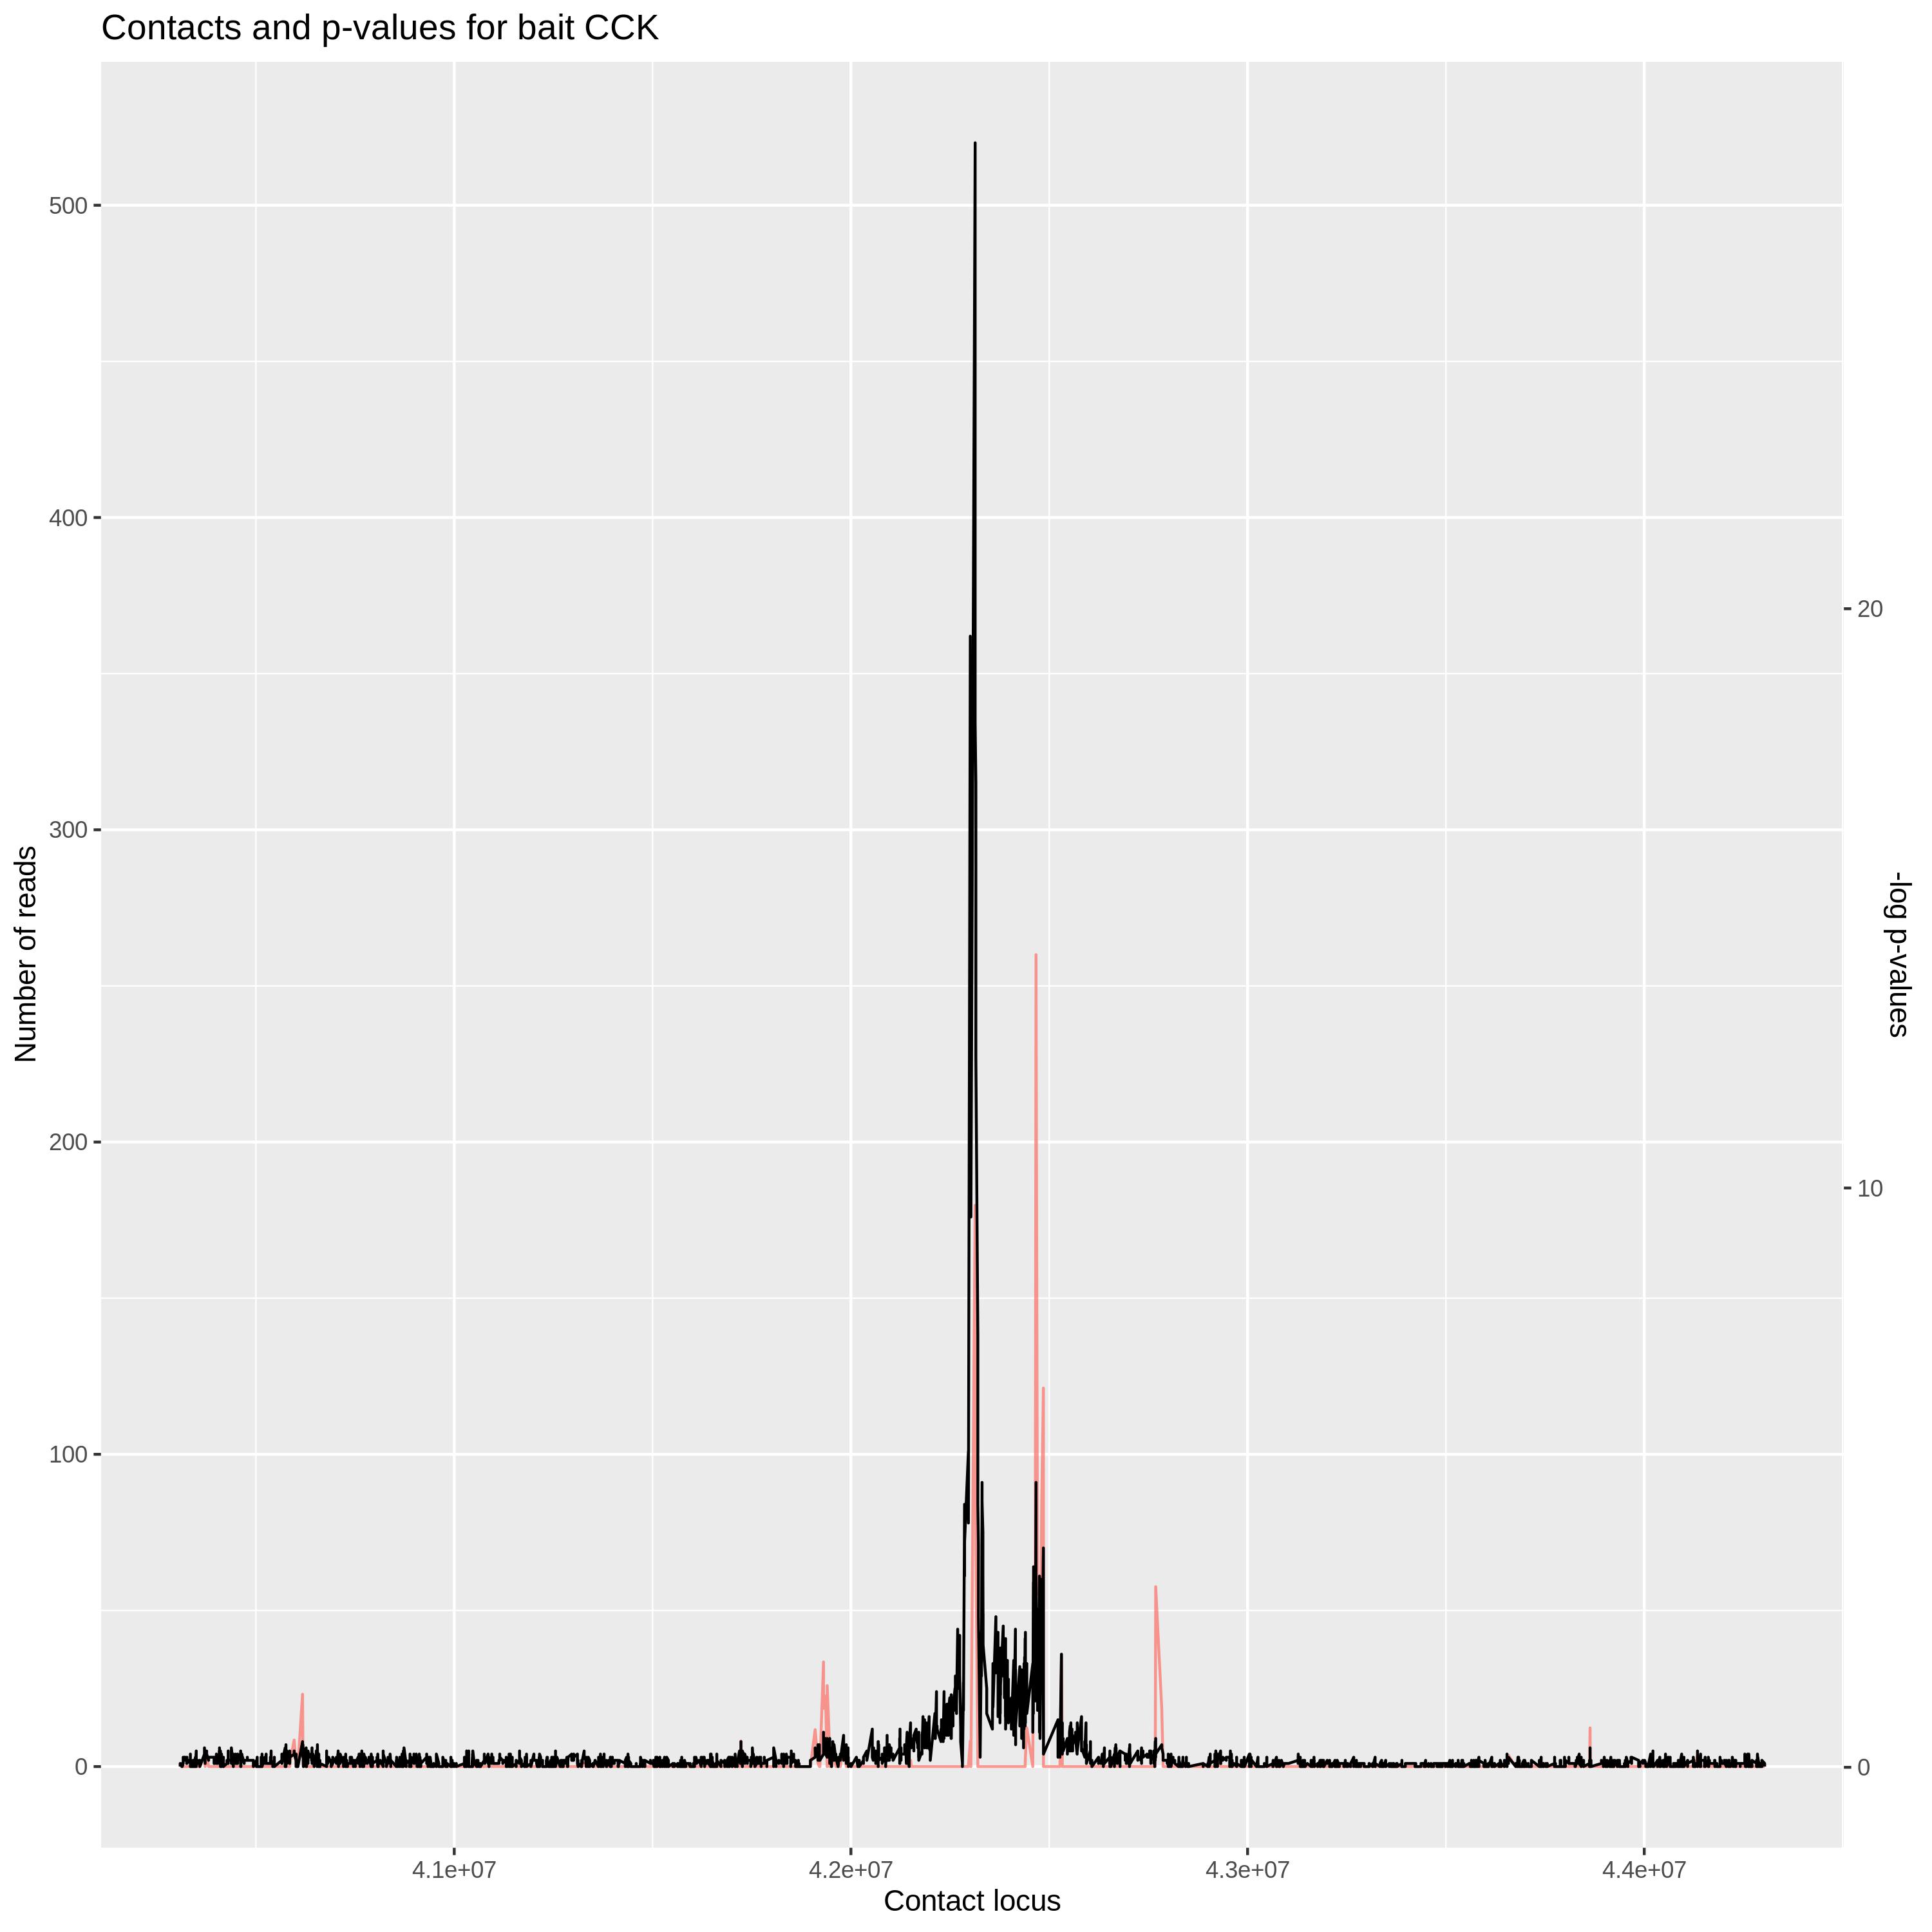 Contacts and p-values for bait CCK
Number of reads
500
400
300
200
100
0
20
10
0
-log p-values
4.1e+07
4.2e+07
4.3e+07
4.4e+07
Contact locus